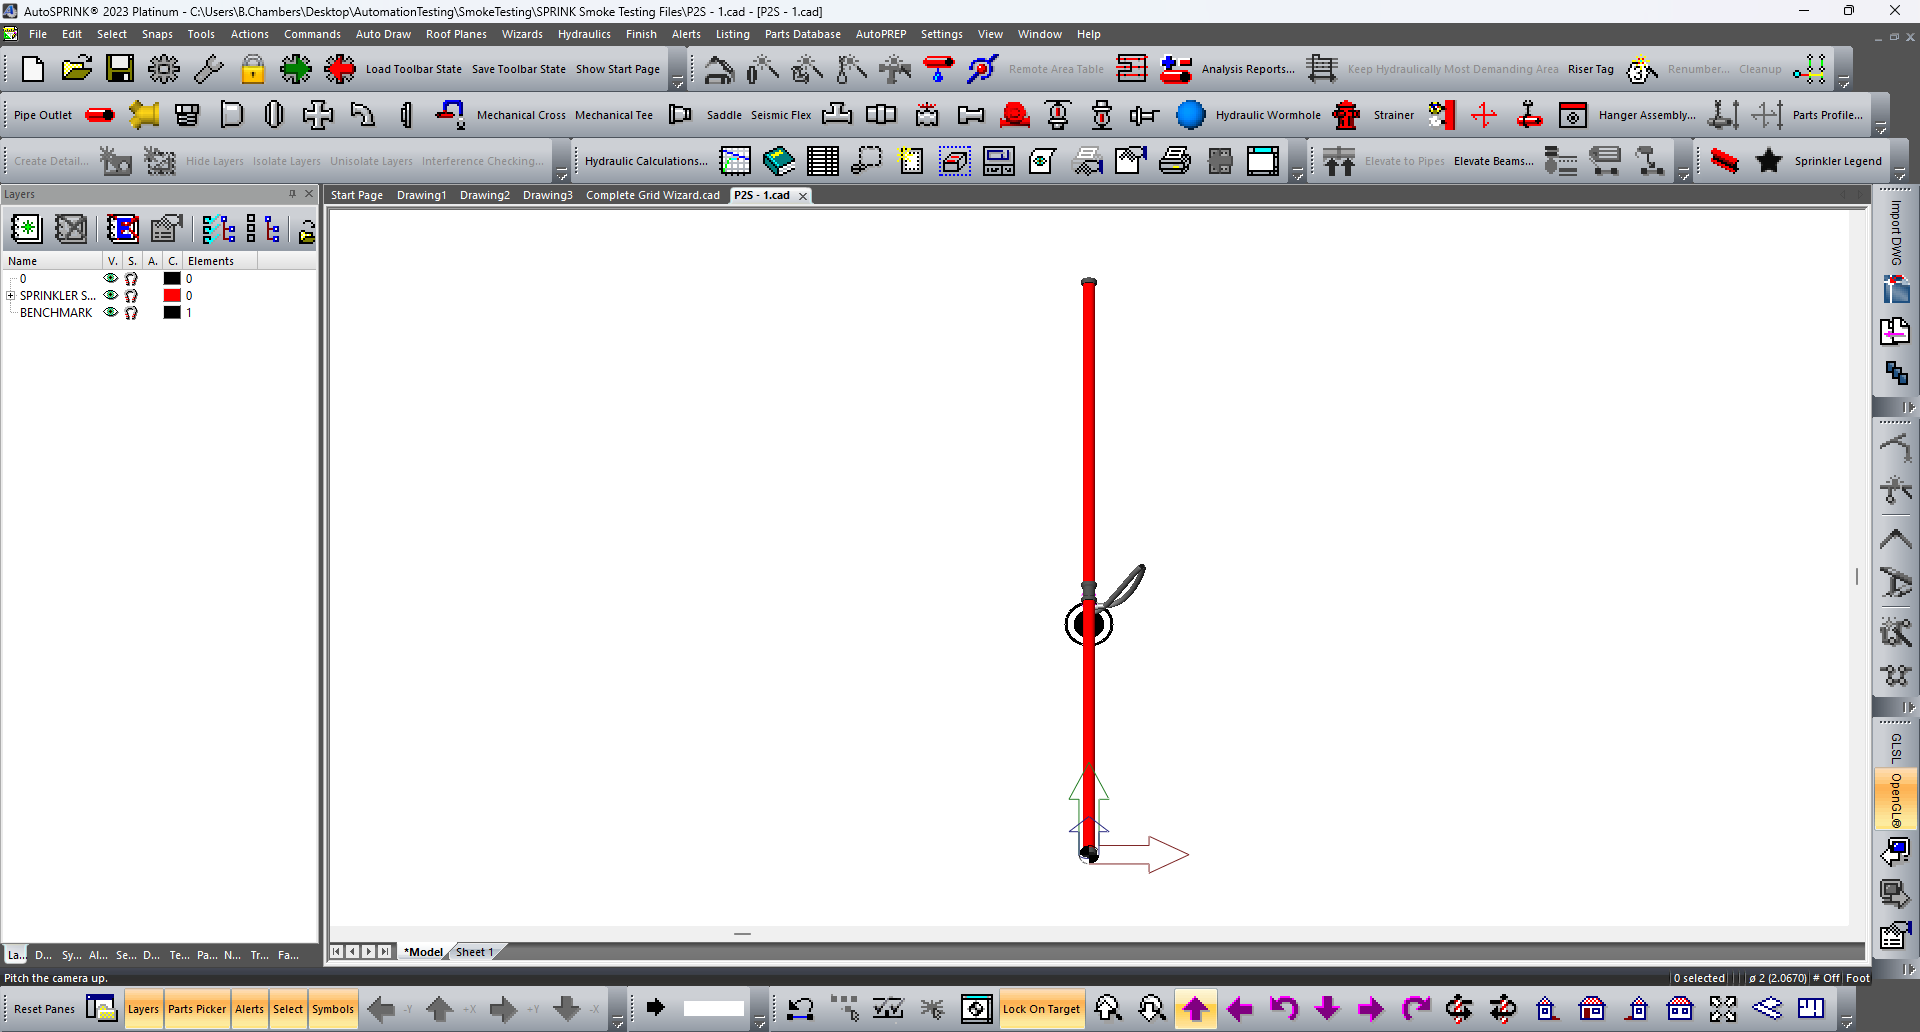 AutoSPRINK® 2023 Platinum - C:\Users\B.Chambers\Desktop\AutomationTesting\SmokeTesting\SPRINK Smoke Testing Files\P2S - 1.cad - [P2S - 1.cad]
File Edit Select Snaps Tools Actions Commands Auto Draw Roof Planes Wizards Hydraulics Finish Alerts Listing Parts Database AutoPREP Settings View Window Help
Load Toolbar State Save Toolbar State Show Start Page Remote Area Table Analysis Reports... Keep Hydraulically Most Demanding Area Riser Tag Renumber... Cleanup
Pipe Outlet Mechanical Cross Mechanical Tee Saddle Seismic Flex Hydraulic Wormhole Strainer Hanger Assembly... Parts Profile...
Create Detail... Hide Layers Isolate Layers Unisolate Layers Interference Checking... Hydraulic Calculations... Elevate to Pipes Elevate Beams... Sprinkler Legend
Layers
Start Page Drawing1 Drawing2 Drawing3 Complete Grid Wizard.cad P2S - 1.cad
Name V. S. A. C. Elements
0 0
SPRINKLER S... 0
BENCHMARK 1
Import DWG
GLSL
OpenGL®
La... D... Sy... Al... Se... D... Te... Pa... N... Tr... Fa...
*Model Sheet 1
Pitch the camera up.
0 selected ø 2 (2.0670) # Off Foot
Reset Panes Layers Parts Picker Alerts Select Symbols -Y +X +Y -X Lock On Target